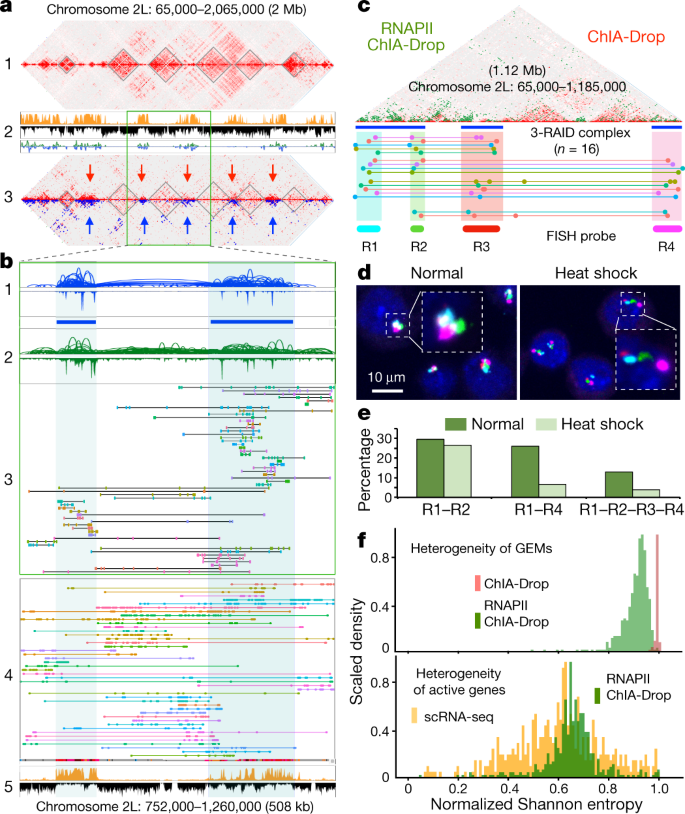 a
Chromosome 2L: 65,000–2,065,000 (2 Mb)
1
2
3
b
1
2
3
4
5
Chromosome 2L: 752,000–1,260,000 (508 kb)
c
RNAPII
ChIA-Drop
ChIA-Drop
(1.12 Mb)
Chromosome 2L: 65,000–1,185,000
3-RAID complex
(n = 16)
FISH probe
R1
R2
R3
R4
d
Normal
Heat shock
10 μm
e
Normal
Heat shock
Percentage
30
20
10
0
R1–R2
R1–R4
R1–R2–R3–R4
f
Heterogeneity of GEMs
ChIA-Drop
RNAPII
ChIA-Drop
Scaled density
0.8
0.4
0
Heterogeneity
of active genes
scRNA-seq
RNAPII
ChIA-Drop
0.8
0.4
0
0
0.2
0.4
0.6
0.8
1.0
Normalized Shannon entropy